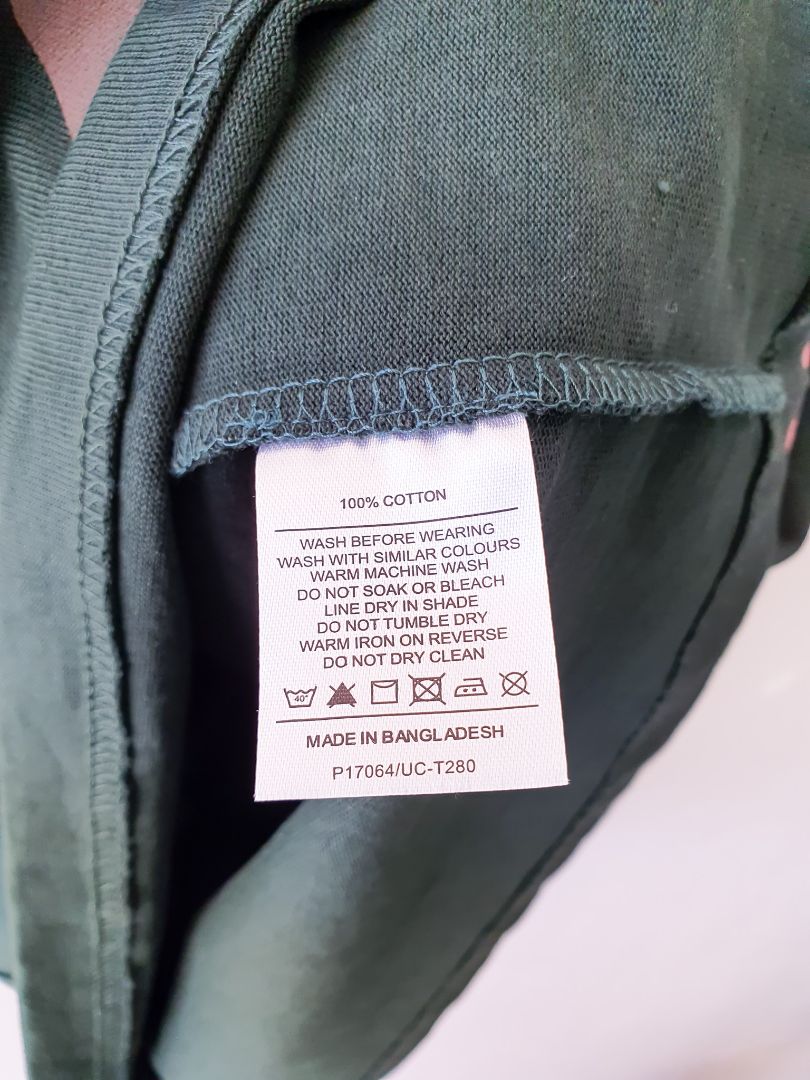 100% COTTON
WASH BEFORE WEARING
WASH WITH SIMILAR COLOURS
WARM MACHINE WASH
DO NOT SOAK OR BLEACH
LINE DRY IN SHADE
DO NOT TUMBLE DRY
WARM IRON ON REVERSE
DO NOT DRY CLEAN
40°
MADE IN BANGLADESH
P17064/UC-T280